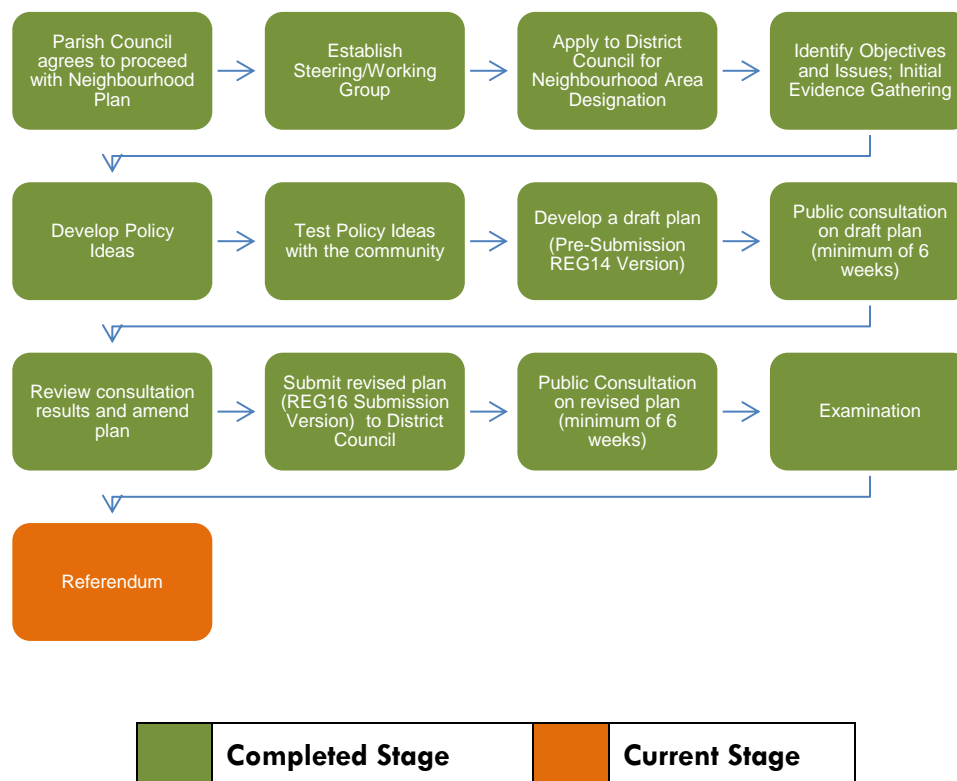 Parish Council
agrees to proceed
with Neighbourhood
Plan
Establish
Steering/Working
Group
Apply to District
Council for
Neighbourhood Area
Designation
Identify Objectives
and Issues; Initial
Evidence Gathering
Develop Policy
Ideas
Test Policy Ideas
with the community
Develop a draft plan
(Pre-Submission
REG14 Version)
Public consultation
on draft plan
(minimum of 6
weeks)
Review consultation
results and amend
plan
Submit revised plan
(REG16 Submission
Version) to District
Council
Public Consultation
on revised plan
(minimum of 6
weeks)
Examination
Referendum
Completed Stage
Current Stage